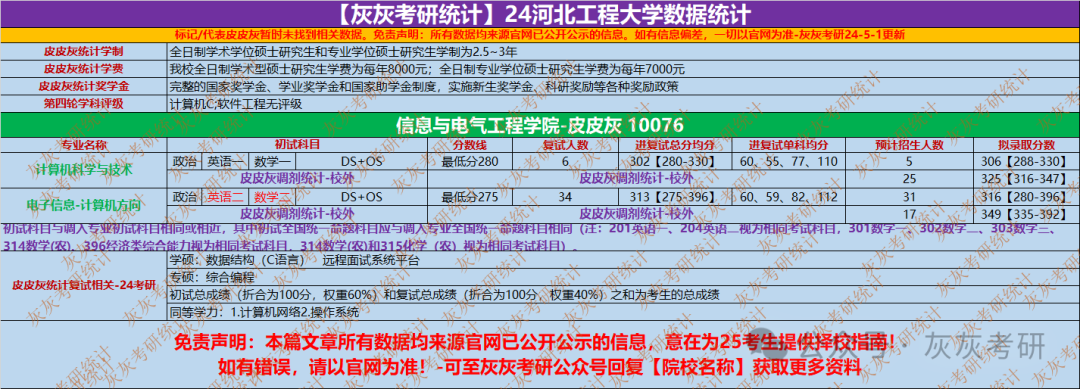 【灰灰考研统计】24河北工程大学数据统计
标记/代表皮皮灰暂时未找到相关数据。免责声明：所有数据均来源官网已公开公示的信息。如有信息偏差，一切以官网为准-灰灰考研24-5-1更新
皮皮灰统计学制 全日制学术学位硕士研究生和专业学位硕士研究生学制为2.5~3年
皮皮灰统计学费 我校全日制学术型硕士研究生学费为每年8000元；全日制专业学位硕士研究生为每年7000元
皮皮灰统计奖学金 完整的国家奖学金、学业奖学金和国家助学金制度，实施新生奖学金、科研奖励等各种奖励政策
第四轮学科评级 计算机C;软件工程无评级
信息与电气工程学院-皮皮灰 10076
专业名称 初试科目 分数线 复试人数 进复试总分均分 进复试单科均分 预计招生人数 拟录取分数
计算机科学与技术 政治 英语一 数学一 DS+OS 最低分280 6 302【280-330】 60、55、77、110 5 306【288-330】
皮皮灰调剂统计-校外 25 325【316-347】
电子信息-计算机方向 政治 英语二 数学二 DS+OS 最低分275 34 313【275-396】 60、59、82、112 31 316【280-396】
皮皮灰调剂统计-校外 17 349【335-392】
初试科目与调入专业初试科目相同或相近，其中初试全国统一命题科目应与调入专业全国统一命题科目相同（注：201英语一、204英语二视为相同考试科目，301数学一、302数学二、303数学三、
314数学(农)、396经济类综合能力视为相同考试科目，314数学(农)和315化学（农）视为相同考试科目）。
皮皮灰统计复试相关-24考研
学硕：数据结构（C语言） 远程面试系统平台
专硕：综合编程
初试总成绩（折合为100分，权重60%）和复试总成绩（折合为100分，权重40%）之和为考生的总成绩
同等学力：1.计算机网络2.操作系统
免责声明：本篇文章所有数据均来源官网已公开公示的信息，意在为25考生提供择校指南！
如有错误，请以官网为准！-可至灰灰考研公众号回复【院校名称】获取更多资料
公众号·灰灰考研